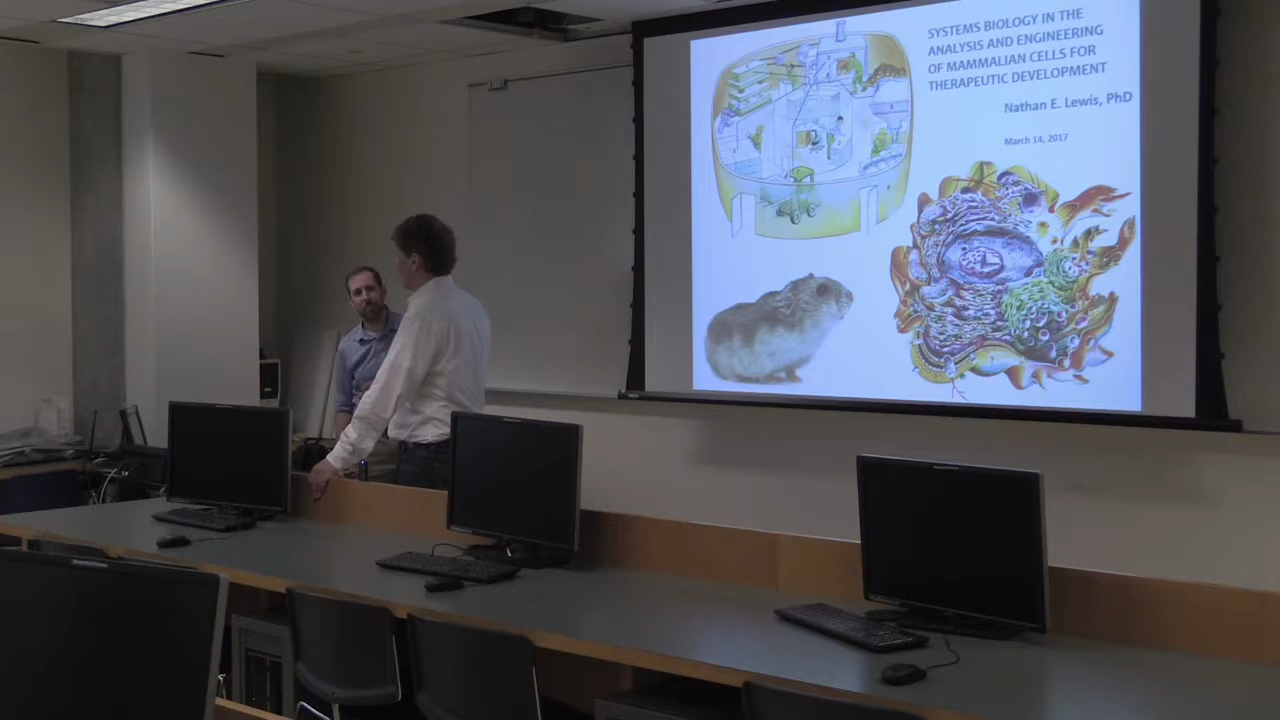 SYSTEMS BIOLOGY IN THE
ANALYSIS AND ENGINEERING
OF MAMMALIAN CELLS FOR
THERAPEUTIC DEVELOPMENT
Nathan E. Lewis, PhD
March 14, 2017